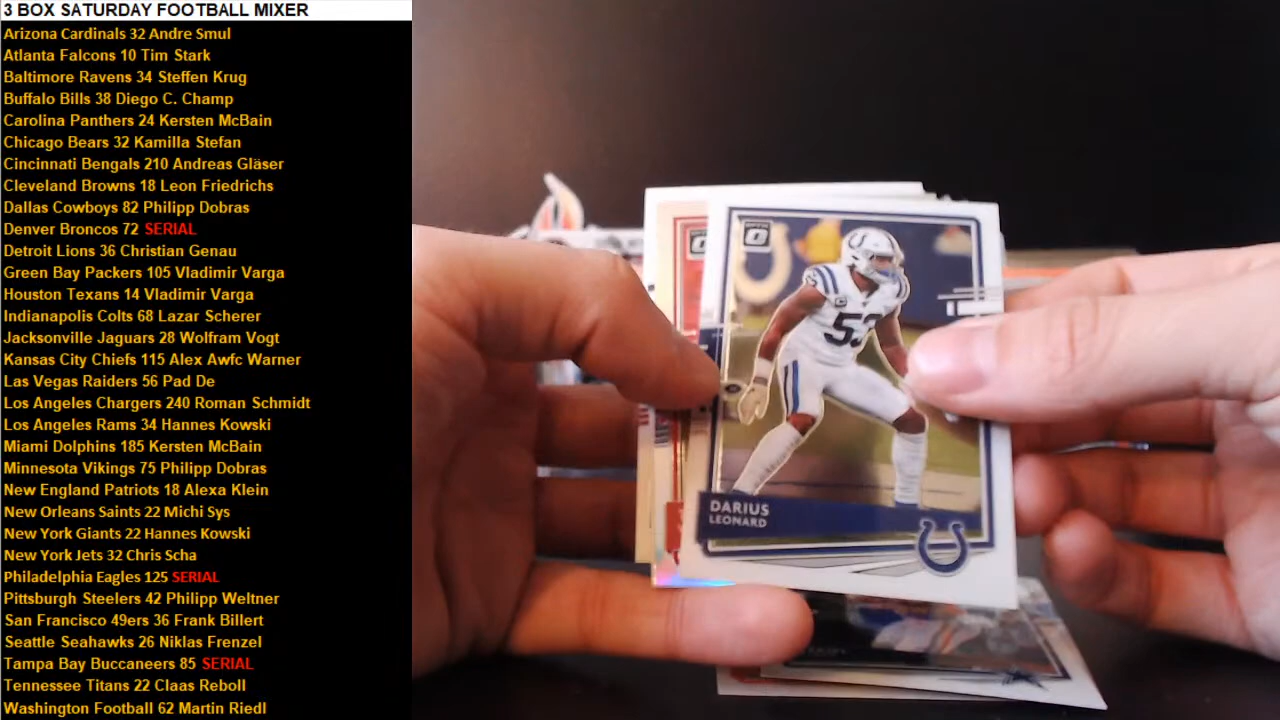 3 BOX SATURDAY FOOTBALL MIXER
Arizona Cardinals 32 Andre Smul
Atlanta Falcons 10 Tim Stark
Baltimore Ravens 34 Steffen Krug
Buffalo Bills 38 Diego C. Champ
Carolina Panthers 24 Kersten McBain
Chicago Bears 32 Kamilla Stefan
Cincinnati Bengals 210 Andreas Gläser
Cleveland Browns 18 Leon Friedrichs
Dallas Cowboys 82 Philipp Dobras
Denver Broncos 72 SERIAL
Detroit Lions 36 Christian Genau
Green Bay Packers 105 Vladimir Varga
Houston Texans 14 Vladimir Varga
Indianapolis Colts 68 Lazar Scherer
Jacksonville Jaguars 28 Wolfram Vogt
Kansas City Chiefs 115 Alex Awfc Warner
Las Vegas Raiders 56 Pad De
Los Angeles Chargers 240 Roman Schmidt
Los Angeles Rams 34 Hannes Kowski
Miami Dolphins 185 Kersten McBain
Minnesota Vikings 75 Philipp Dobras
New England Patriots 18 Alexa Klein
New Orleans Saints 22 Michi Sys
New York Giants 22 Hannes Kowski
New York Jets 32 Chris Scha
Philadelphia Eagles 125 SERIAL
Pittsburgh Steelers 42 Philipp Weltner
San Francisco 49ers 36 Frank Billert
Seattle Seahawks 26 Niklas Frenzel
Tampa Bay Buccaneers 85 SERIAL
Tennessee Titans 22 Claas Reboll
Washington Football 62 Martin Riedl
53
DARIUS
LEONARD